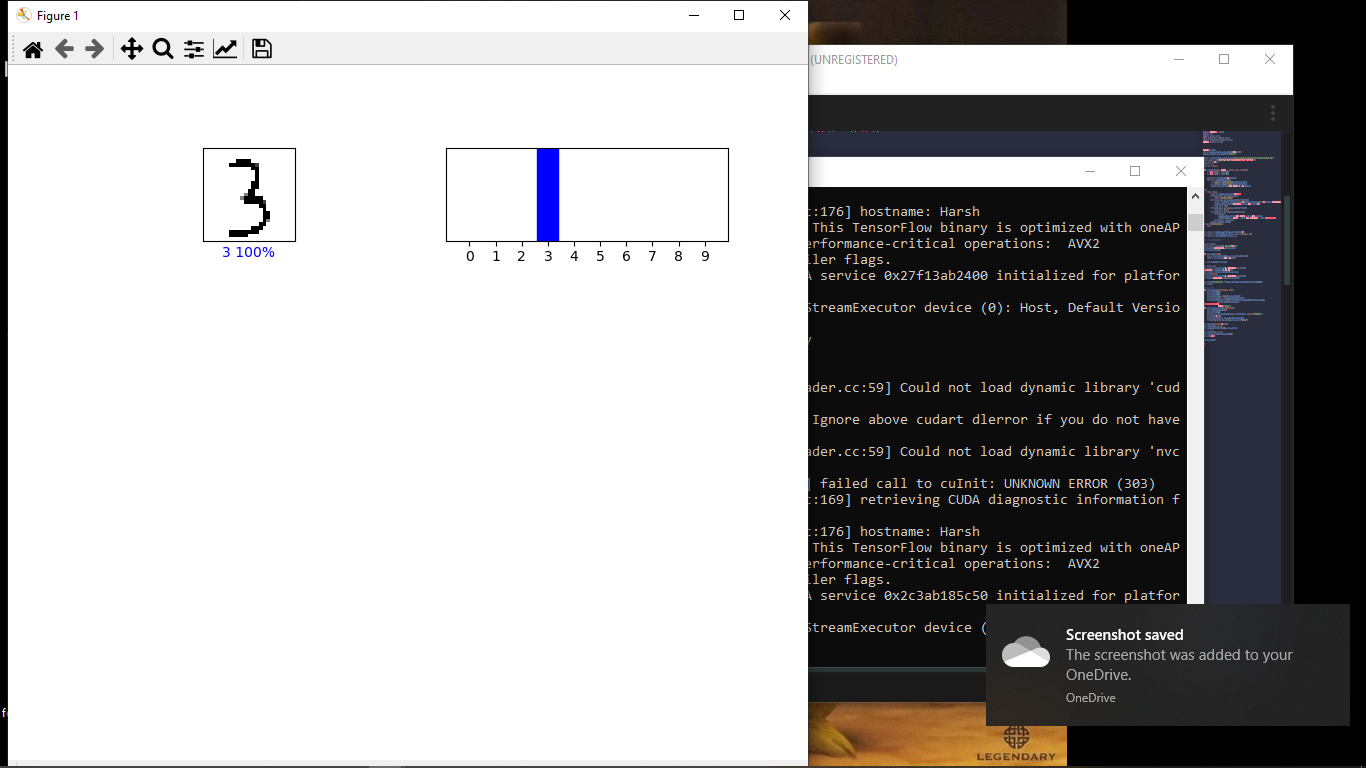 Figure 1
3
3 100%
0 1 2 3 4 5 6 7 8 9
(UNREGISTERED)
:176] hostname: Harsh
This TensorFlow binary is optimized with oneAP
erformance-critical operations: AVX2
ler flags.
service 0x27f13ab2400 initialized for platfor
StreamExecutor device (0): Host, Default Versio
ader.cc:59] Could not load dynamic library 'cud
Ignore above cudart dlerror if you do not have
ader.cc:59] Could not load dynamic library 'nvc
] failed call to cuInit: UNKNOWN ERROR (303)
:169] retrieving CUDA diagnostic information f
:176] hostname: Harsh
This TensorFlow binary is optimized with oneAP
erformance-critical operations: AVX2
ler flags.
service 0x2c3ab185c50 initialized for platfor
StreamExecutor device (
Screenshot saved
The screenshot was added to your
OneDrive.
OneDrive
LEGENDARY